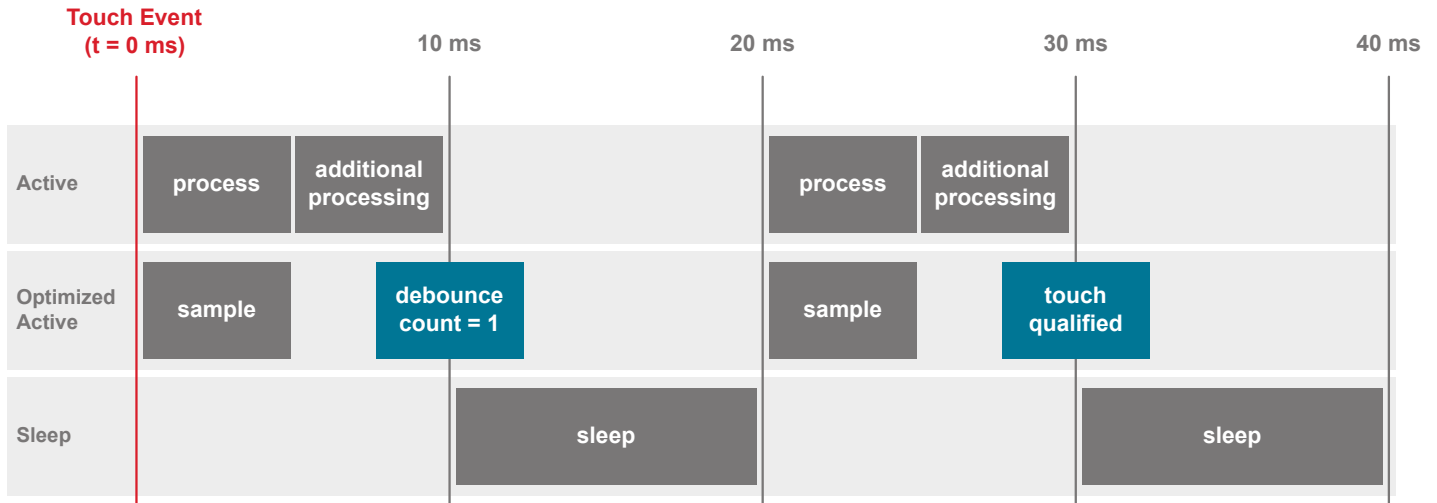 Touch Event
(t = 0 ms)
10 ms
20 ms
30 ms
40 ms
Active
process
additional
processing
process
additional
processing
Optimized
Active
sample
debounce
count = 1
sample
touch
qualified
Sleep
sleep
sleep